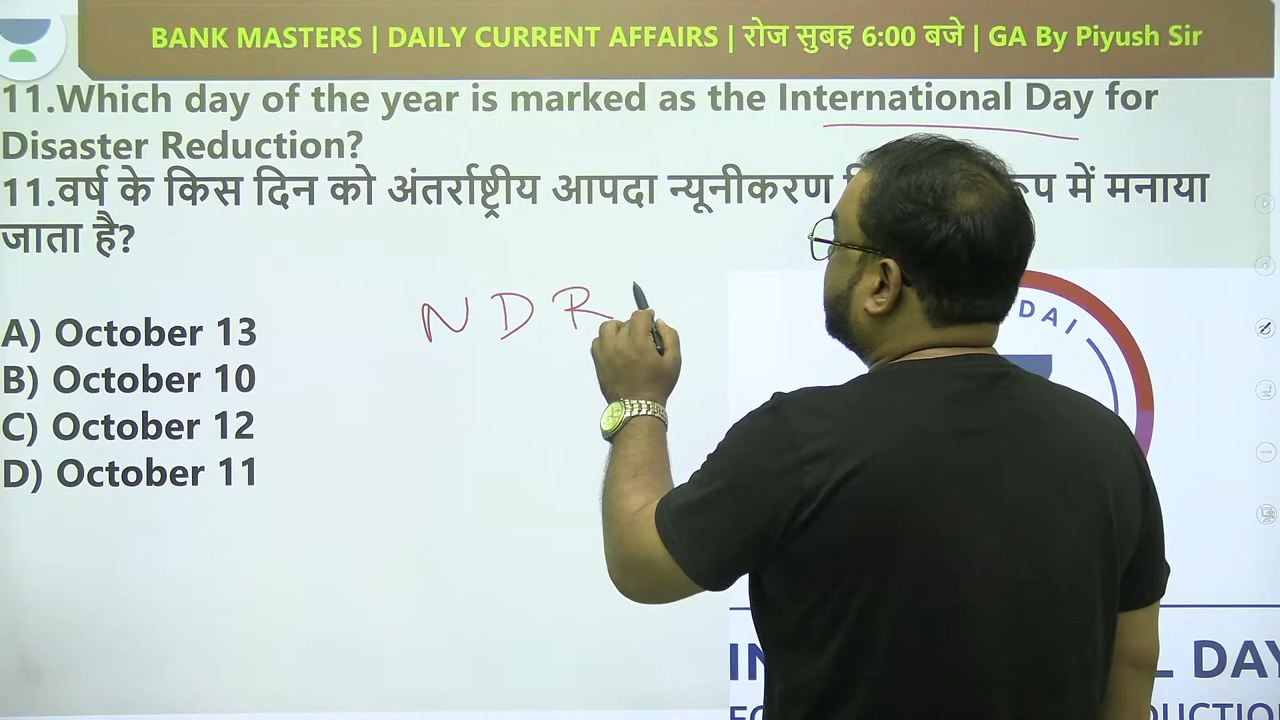 BANK MASTERS | DAILY CURRENT AFFAIRS | रोज सुबह 6:00 बजे | GA By Piyush Sir
11.Which day of the year is marked as the International Day for
Disaster Reduction?
11.वर्ष के किस दिन को अंतर्राष्ट्रीय आपदा न्यूनीकरण में मनाया
जाता है?
A) October 13
B) October 10
C) October 12
D) October 11
N D R
DAI
DAY